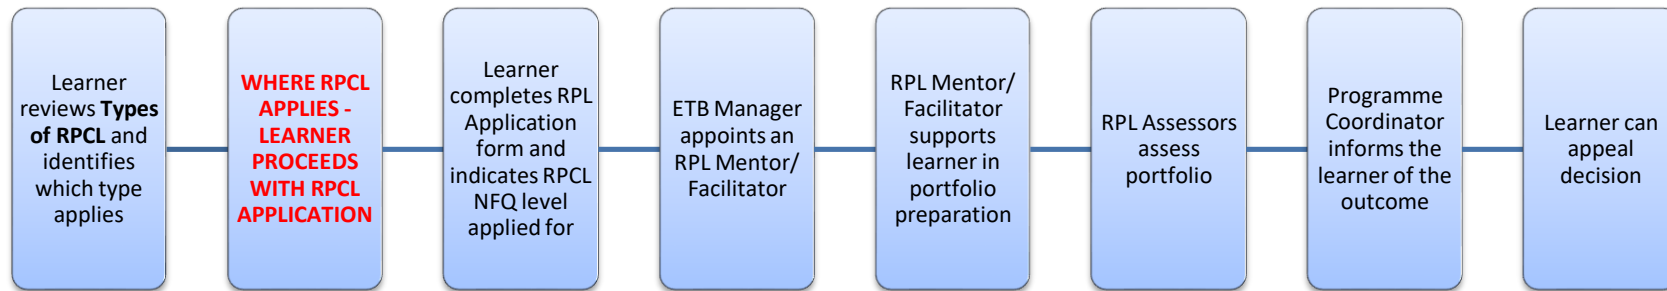 Learner
reviews Types
of RPCL and
identifies
which type
applies
WHERE RPCL
APPLIES -
LEARNER
PROCEEDS
WITH RPCL
APPLICATION
Learner
completes RPL
Application
form and
indicates RPCL
NFQ level
applied for
ETB Manager
appoints an
RPL Mentor/
Facilitator
RPL Mentor/
Facilitator
supports
learner in
portfolio
preparation
RPL Assessors
assess
portfolio
Programme
Coordinator
informs the
learner of the
outcome
Learner can
appeal
decision